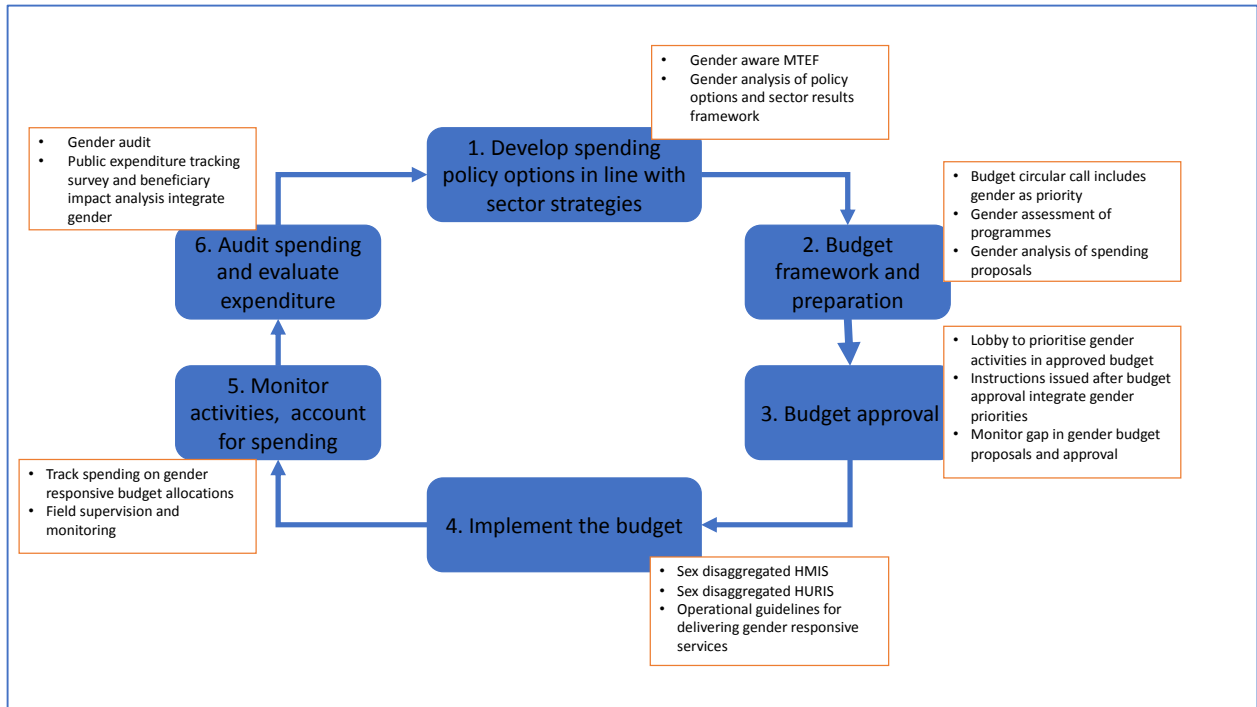 • Gender aware MTEF
• Gender analysis of policy
options and sector results
framework
1. Develop spending
policy options in line with
sector strategies
• Budget circular call includes
gender as priority
• Gender assessment of
programmes
• Gender analysis of spending
proposals
2. Budget
framework and
preparation
• Lobby to prioritise gender
activities in approved budget
• Instructions issued after budget
approval integrate gender
priorities
• Monitor gap in gender budget
proposals and approval
3. Budget approval
4. Implement the budget
• Sex disaggregated HMIS
• Sex disaggregated HURIS
• Operational guidelines for
delivering gender responsive
services
5. Monitor
activities, account
for spending
• Track spending on gender
responsive budget allocations
• Field supervision and
monitoring
6. Audit spending
and evaluate
expenditure
• Gender audit
• Public expenditure tracking
survey and beneficiary
impact analysis integrate
gender